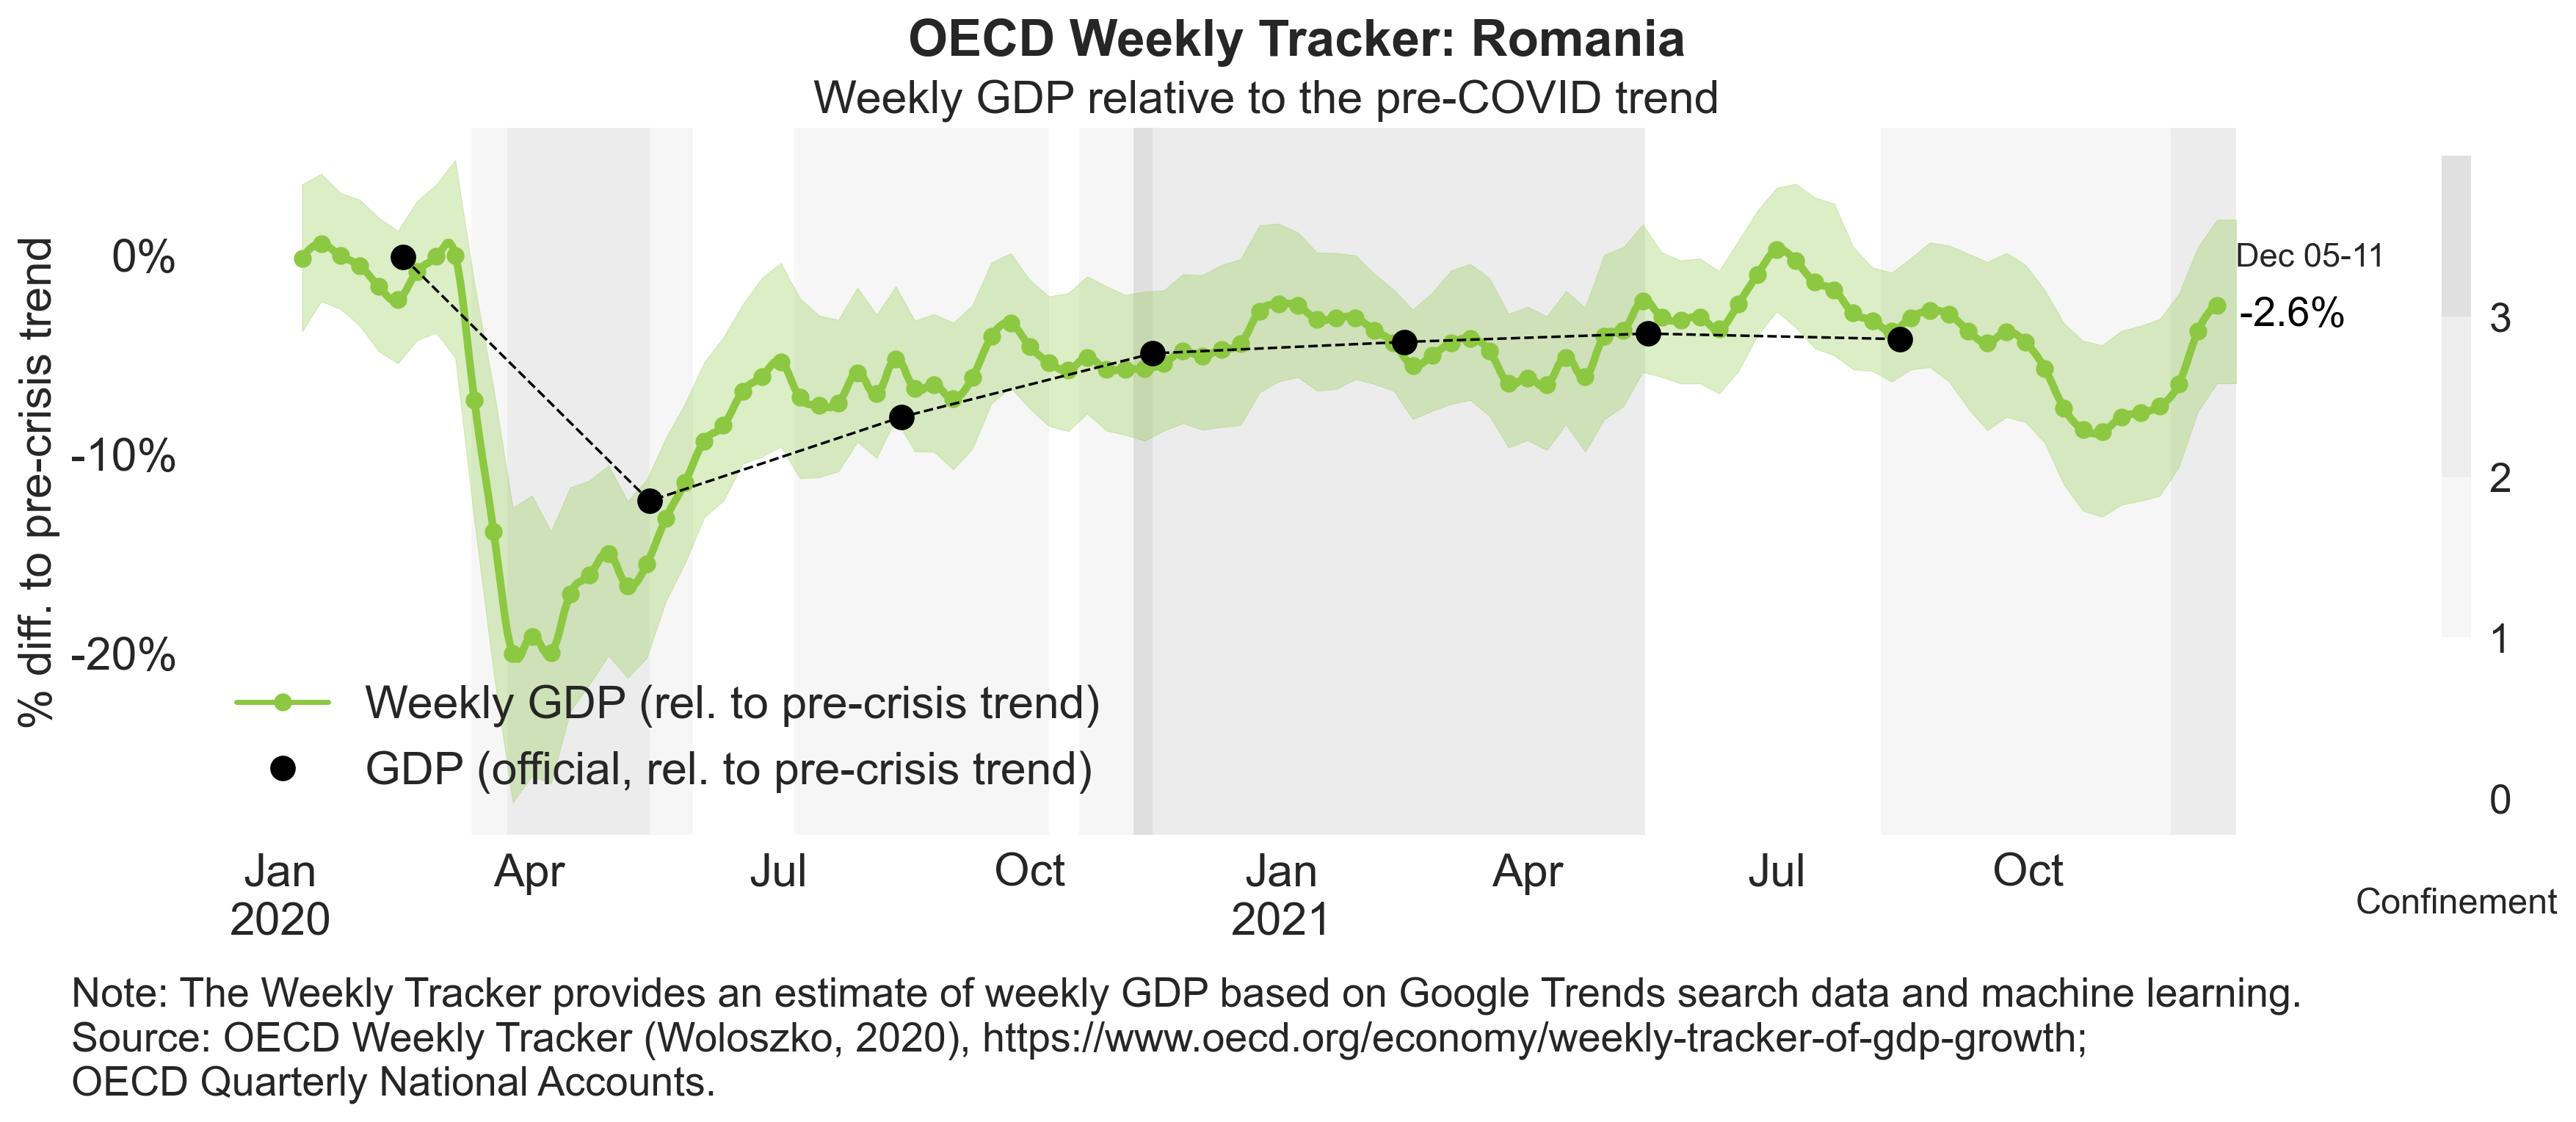 OECD Weekly Tracker: Romania
Weekly GDP relative to the pre-COVID trend
% diff. to pre-crisis trend
0%
-10%
-20%
Dec 05-11
-2.6%
3
2
1
0
Confinement
Weekly GDP (rel. to pre-crisis trend)
GDP (official, rel. to pre-crisis trend)
Jan Apr Jul Oct Jan Apr Jul Oct
2020 2021
Note: The Weekly Tracker provides an estimate of weekly GDP based on Google Trends search data and machine learning.
Source: OECD Weekly Tracker (Woloszko, 2020), https://www.oecd.org/economy/weekly-tracker-of-gdp-growth;
OECD Quarterly National Accounts.